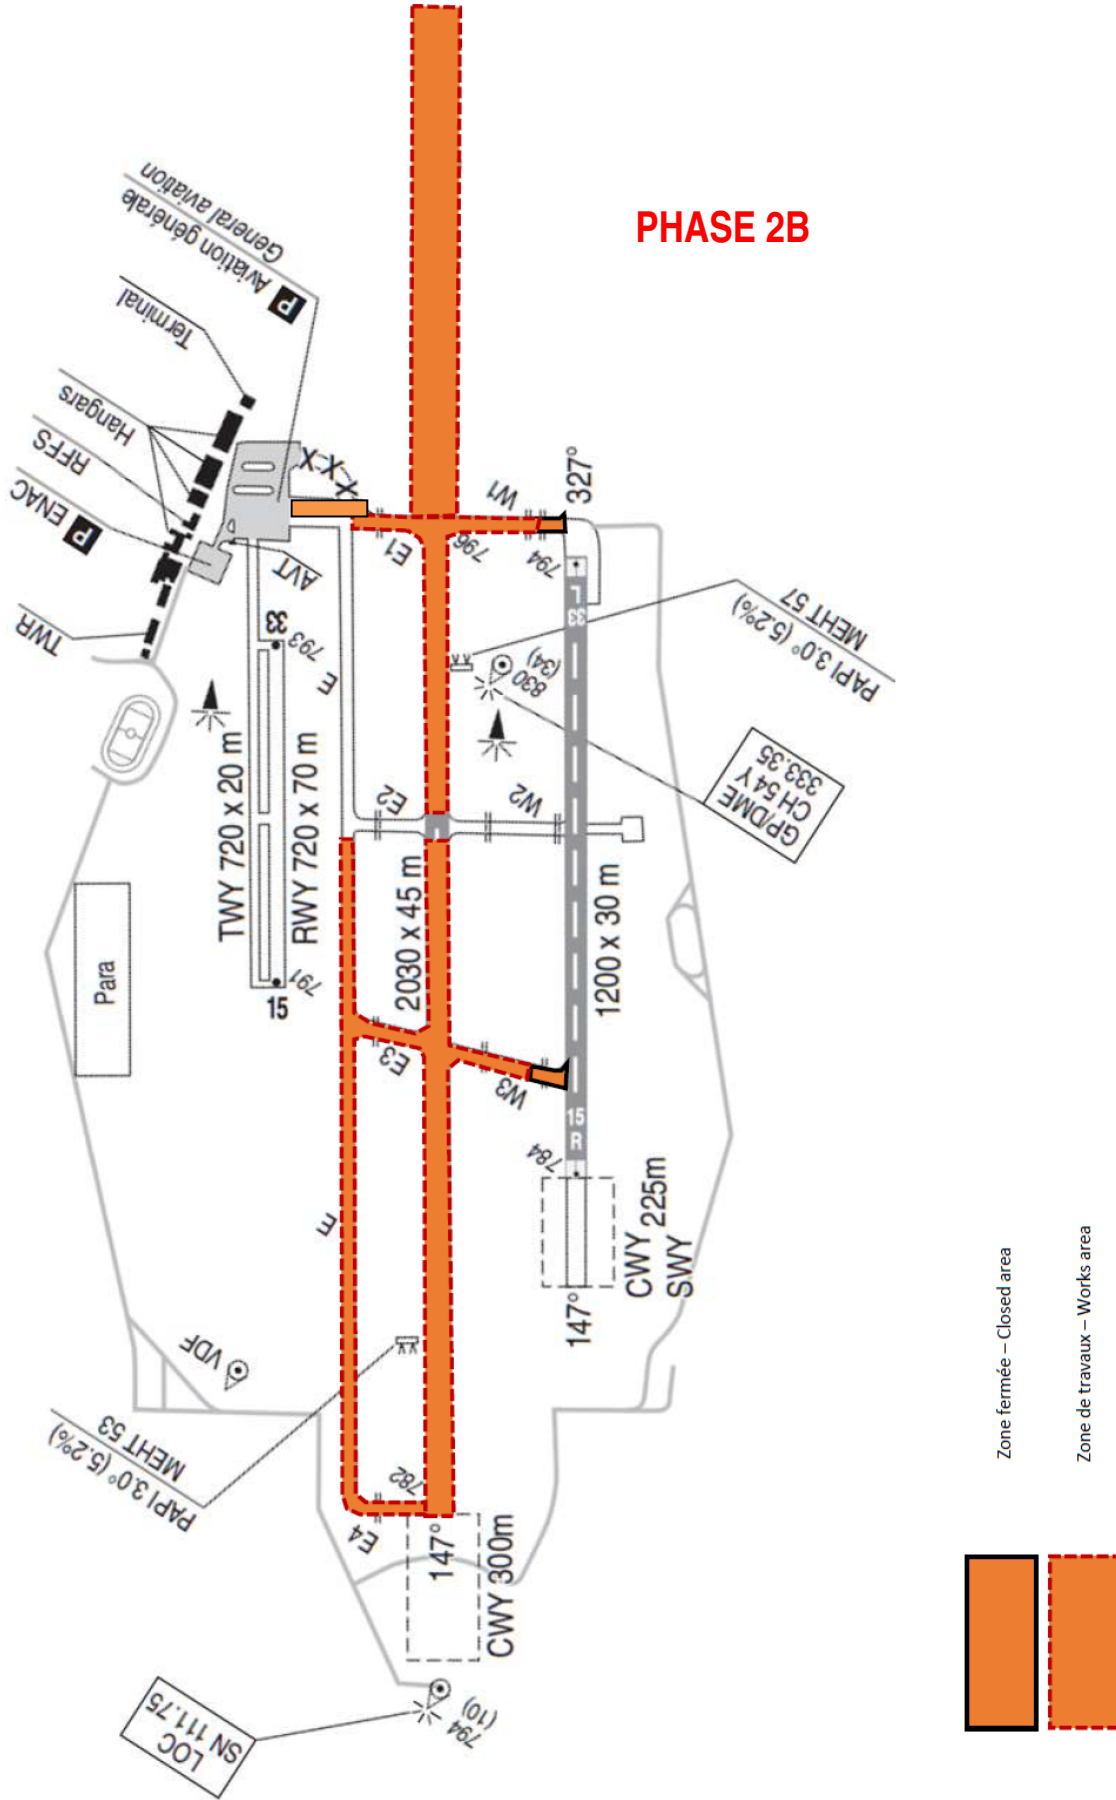 PHASE 2B
Aviation générale
General aviation
P
Terminal
Hangars
RFFS
ENAC
P
TWR
AVT
X-X-X
E1
W1
327°
796
794
L
33
33
793
E
PAPI 3.0° (5.2%)
MEHT 57
830
(34)
GP/DME
CH 54 Y
333.35
TWY 720 x 20 m
RWY 720 x 70 m
E2
W2
2030 x 45 m
1200 x 30 m
Para
791
15
E3
W3
15
R
784
CWY 225m
SWY
147°
E
VDF
PAPI 3.0° (5.2%)
MEHT 53
782
E4
147°
CWY 300m
LOC
SN 111.75
794
(10)
Zone fermée – Closed area
Zone de travaux – Works area